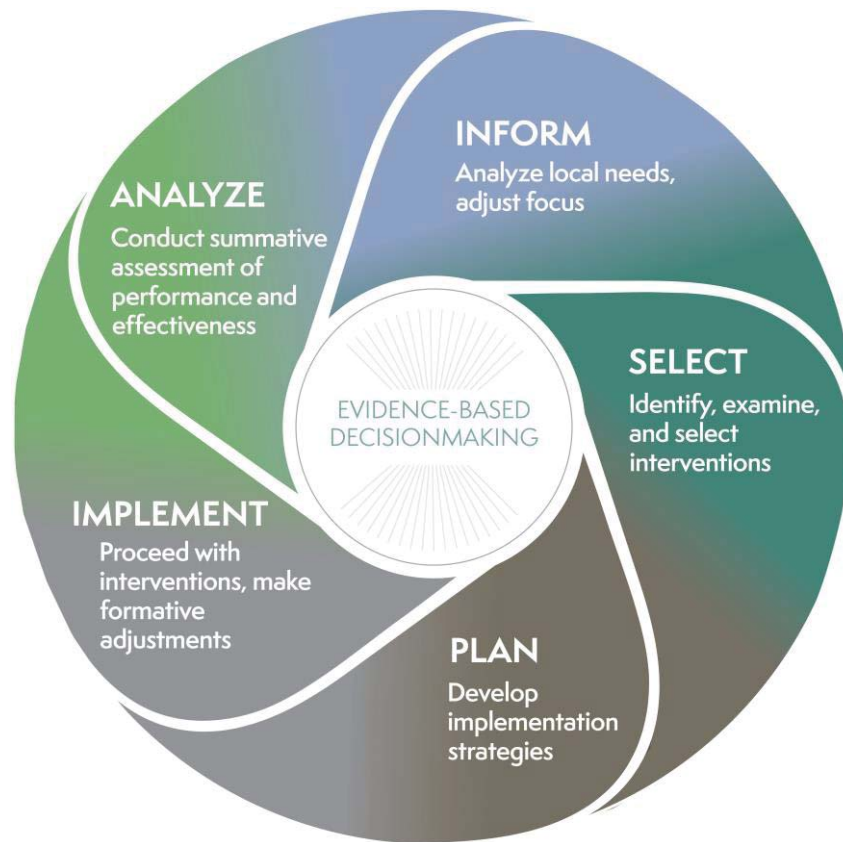 INFORM
Analyze local needs,
adjust focus
SELECT
Identify, examine,
and select
interventions
PLAN
Develop
implementation
strategies
IMPLEMENT
Proceed with
interventions, make
formative
adjustments
ANALYZE
Conduct summative
assessment of
performance and
effectiveness
EVIDENCE-BASED
DECISIONMAKING